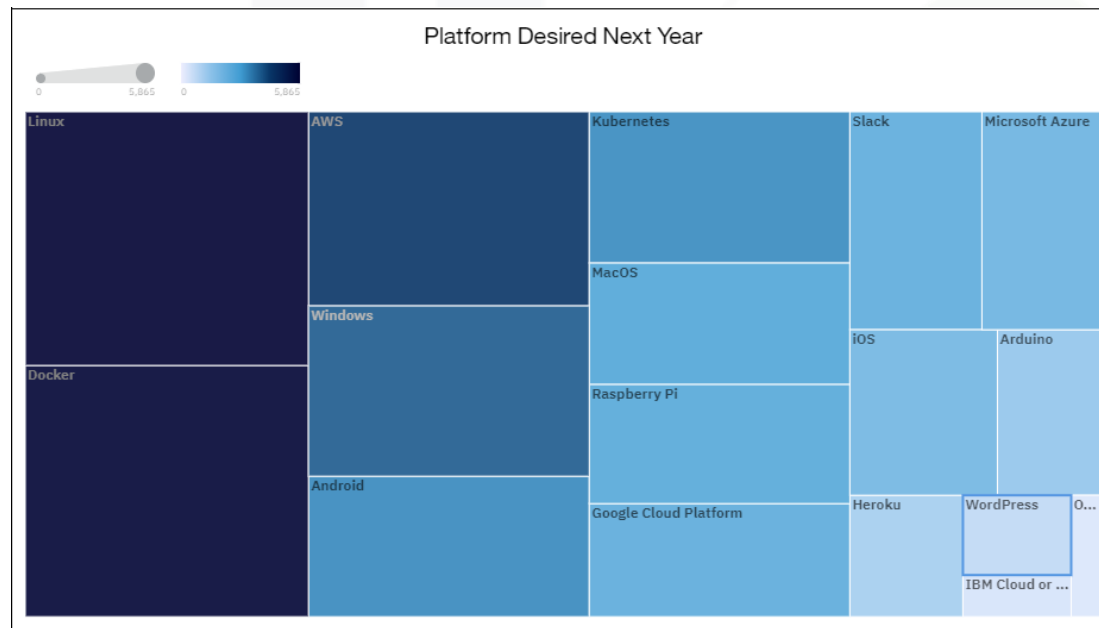 Platform Desired Next Year
0 5,865 0 5,865
Linux
AWS
Kubernetes
Slack
Microsoft Azure
MacOS
Windows
iOS
Arduino
Docker
Raspberry Pi
Android
Google Cloud Platform
Heroku
WordPress
O...
IBM Cloud or ...